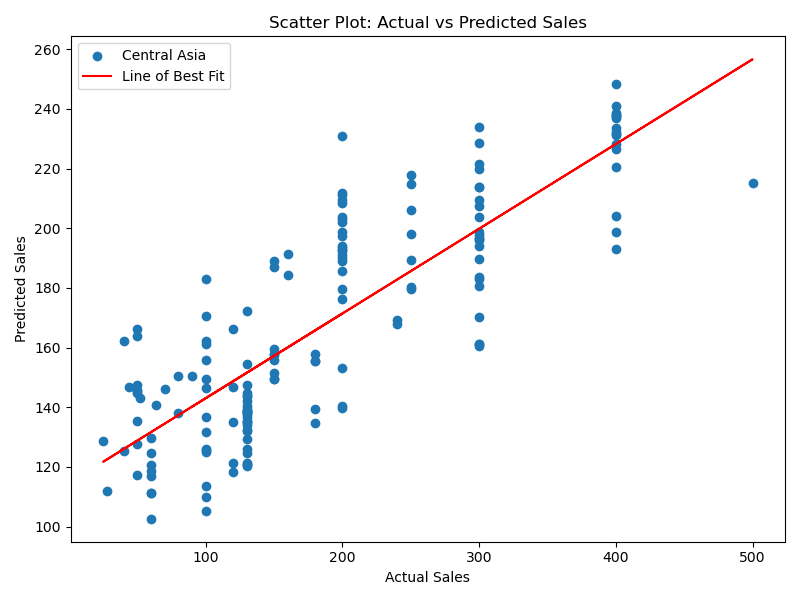 Scatter Plot: Actual vs Predicted Sales
Central Asia
Line of Best Fit
Predicted Sales
260
240
220
200
180
160
140
120
100
100 200 300 400 500
Actual Sales